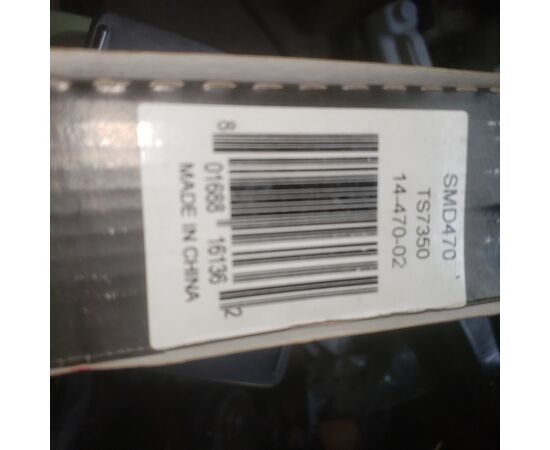 SMD470
TS7350
14-470-02
8 01688 16136 2
MADE IN CHINA